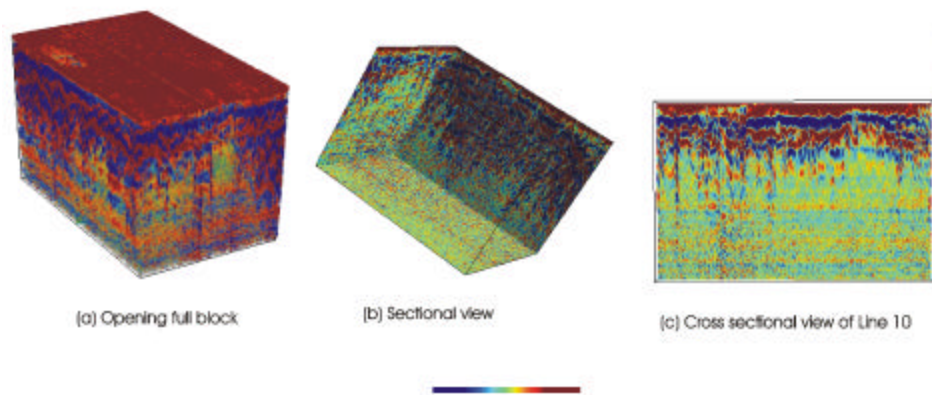 (a) Opening full block
(b) Sectional view
(c) Cross sectional view of Line 10